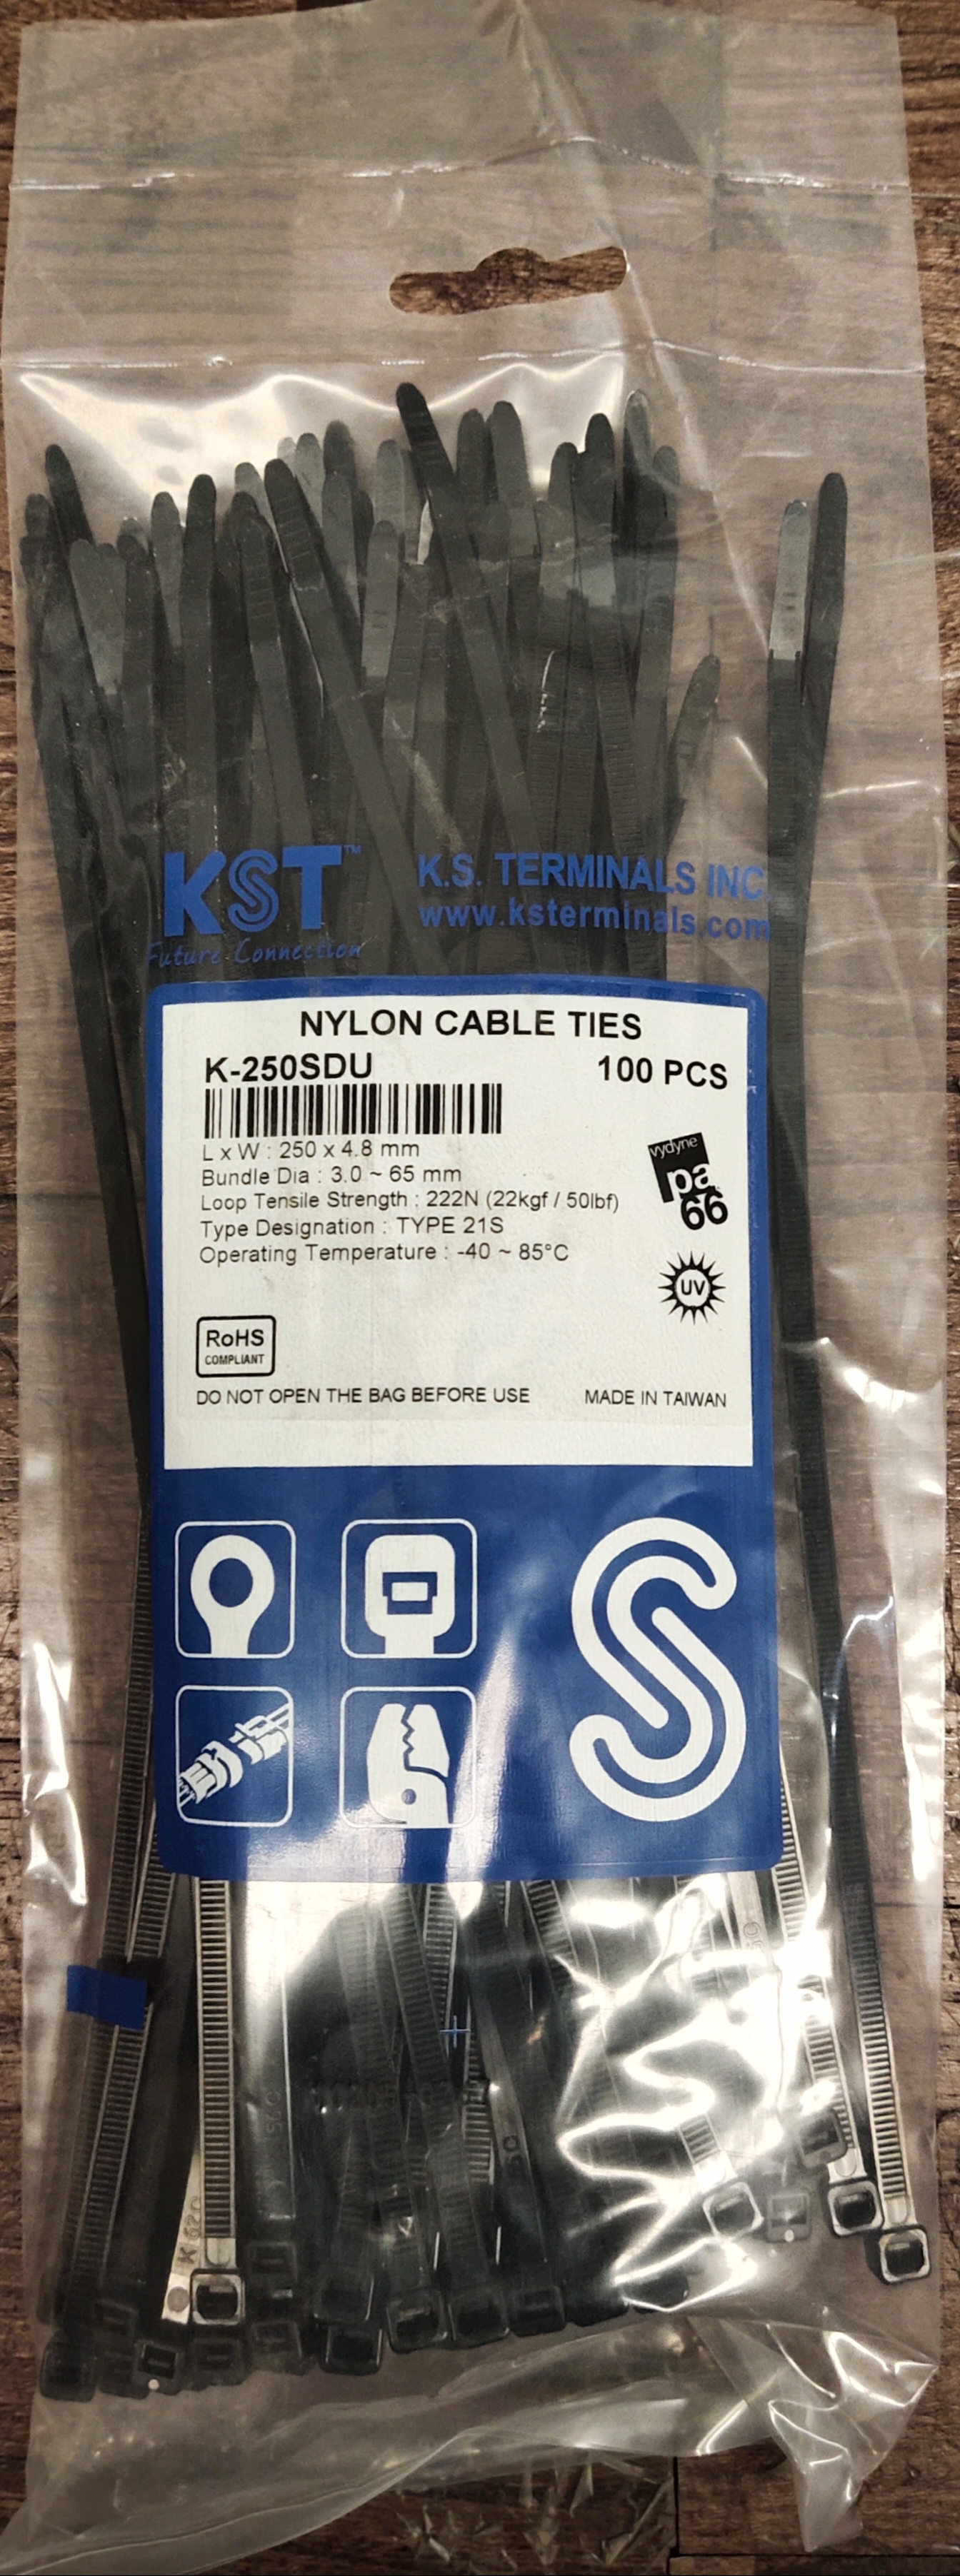 KST™
Future Connection
K.S. TERMINALS INC.
www.ksterminals.com
NYLON CABLE TIES
K-250SDU
100 PCS
L x W : 250 x 4.8 mm
Bundle Dia : 3.0 ~ 65 mm
Loop Tensile Strength : 222N (22kgf / 50lbf)
Type Designation : TYPE 21S
Operating Temperature : -40 ~ 85°C
vydyne
pa
66
UV
RoHS
COMPLIANT
DO NOT OPEN THE BAG BEFORE USE
MADE IN TAIWAN